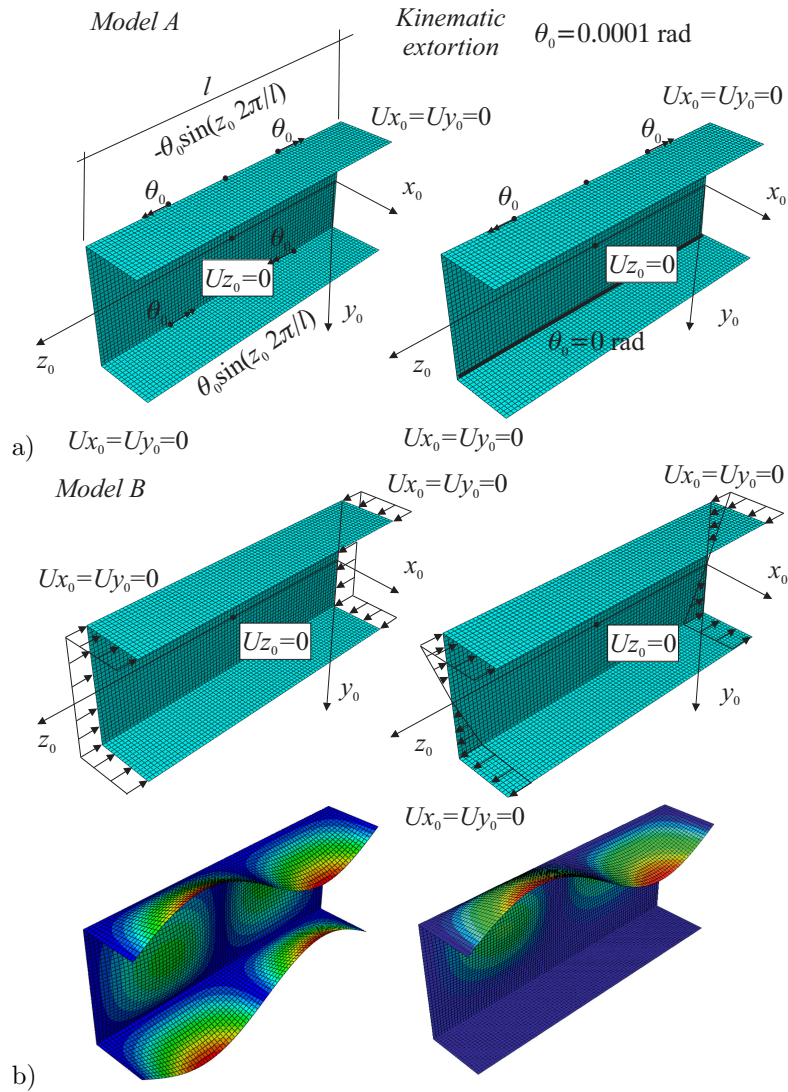 Model A
Kinematic
extortion
θ₀=0.0001 rad
l
-θ₀sin(z₀ 2π/l)
Ux₀=Uy₀=0
Ux₀=Uy₀=0
θ₀
θ₀
x₀
x₀
θ₀
θ₀
θ₀
Uz₀=0
Uz₀=0
θ₀
y₀
y₀
z₀
θ₀sin(z₀ 2π/l)
z₀
θ₀=0 rad
a)
Ux₀=Uy₀=0
Ux₀=Uy₀=0
Model B
Ux₀=Uy₀=0
Ux₀=Uy₀=0
Ux₀=Uy₀=0
x₀
x₀
Uz₀=0
Uz₀=0
y₀
y₀
z₀
z₀
Ux₀=Uy₀=0
b)